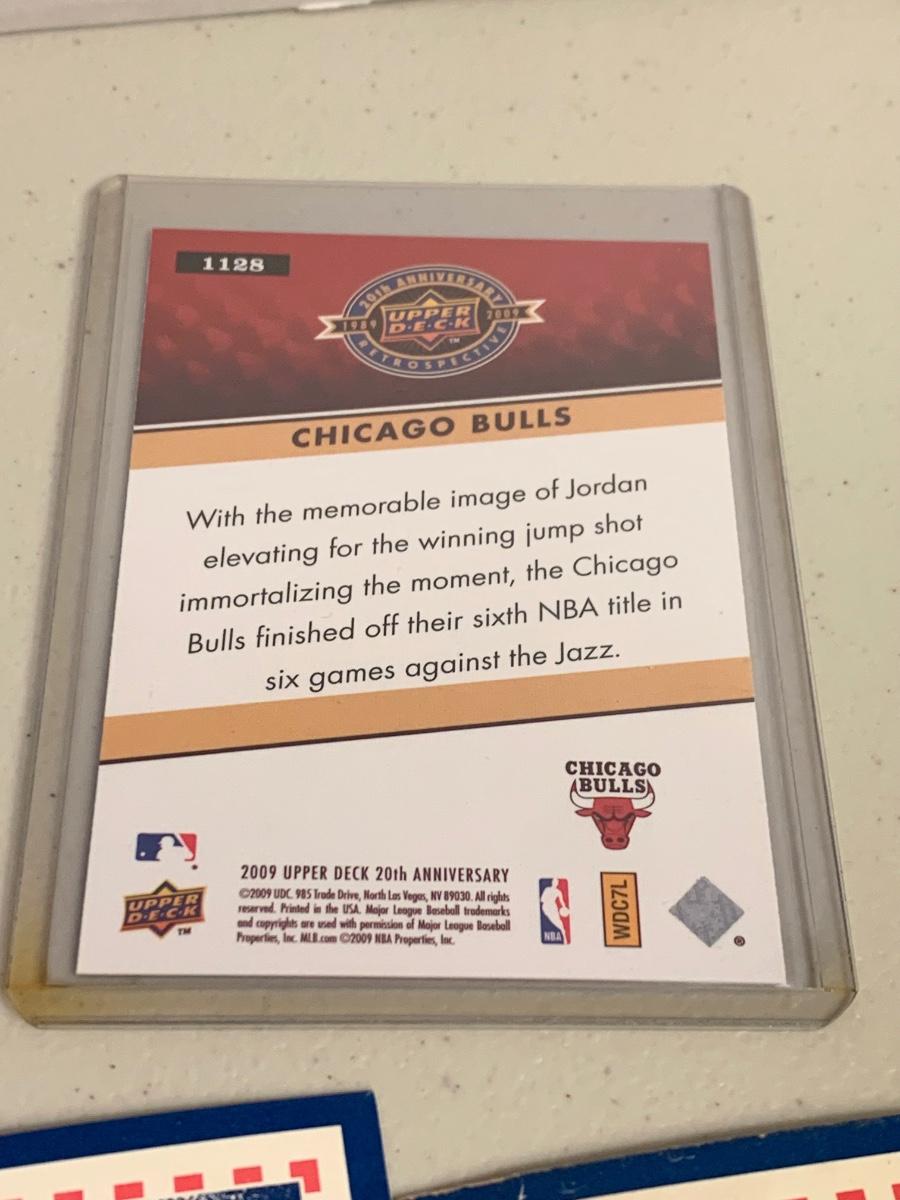 1128
20th ANNIVERSARY
1989 UPPER DECK 2009
TM
RETROSPECTIVE
CHICAGO BULLS
With the memorable image of Jordan
elevating for the winning jump shot
immortalizing the moment, the Chicago
Bulls finished off their sixth NBA title in
six games against the Jazz.
CHICAGO
BULLS
2009 UPPER DECK 20th ANNIVERSARY
©2009 UDC. 985 Trade Drive, North Las Vegas, NV 89030. All rights
reserved. Printed in the USA. Major League Baseball trademarks
and copyrights are used with permission of Major League Baseball
Properties, Inc. MLB.com ©2009 NBA Properties, Inc.
UPPER
D·E·C·K
TM
NBA
WDC7L
®